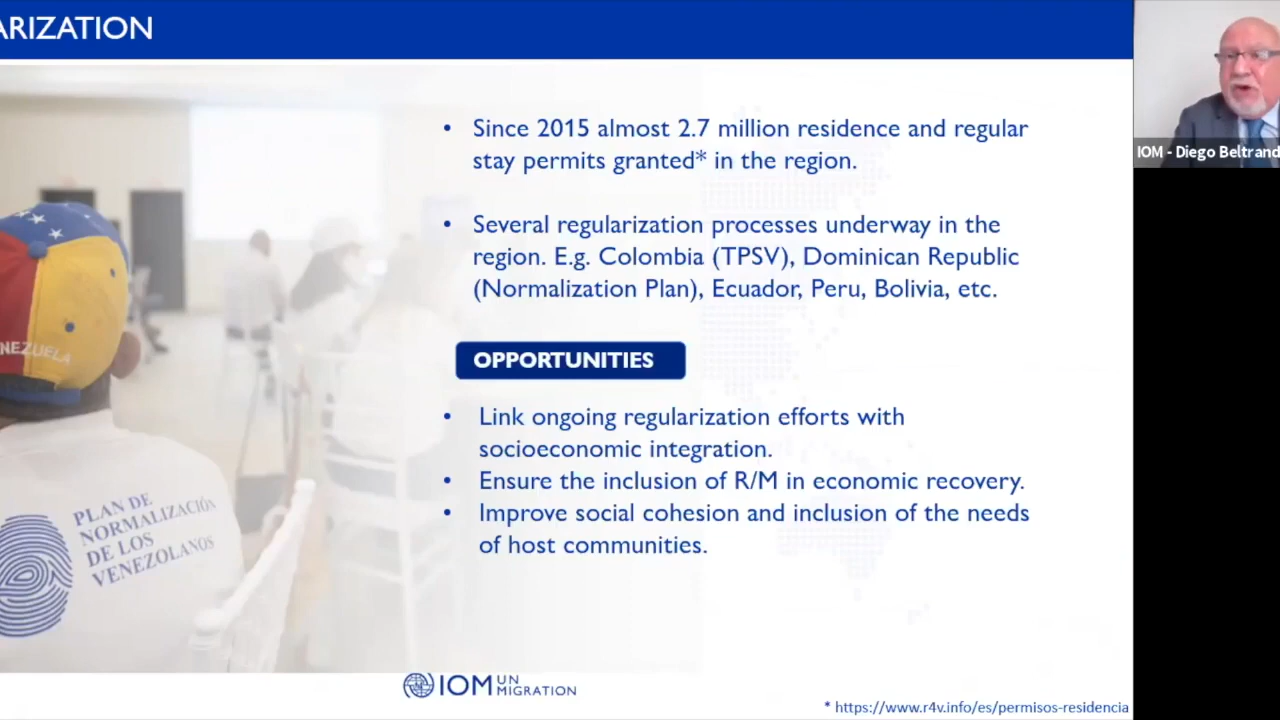 ARIZATION
IOM - Diego Beltrand
• Since 2015 almost 2.7 million residence and regular
stay permits granted* in the region.
• Several regularization processes underway in the
region. E.g. Colombia (TPSV), Dominican Republic
(Normalization Plan), Ecuador, Peru, Bolivia, etc.
OPPORTUNITIES
• Link ongoing regularization efforts with
socioeconomic integration.
• Ensure the inclusion of R/M in economic recovery.
• Improve social cohesion and inclusion of the needs
of host communities.
NEZUELA
PLAN DE
NORMALIZACIÓN
DE LOS
VENEZOLANOS
IOM UN
MIGRATION
* https://www.r4v.info/es/permisos-residencia